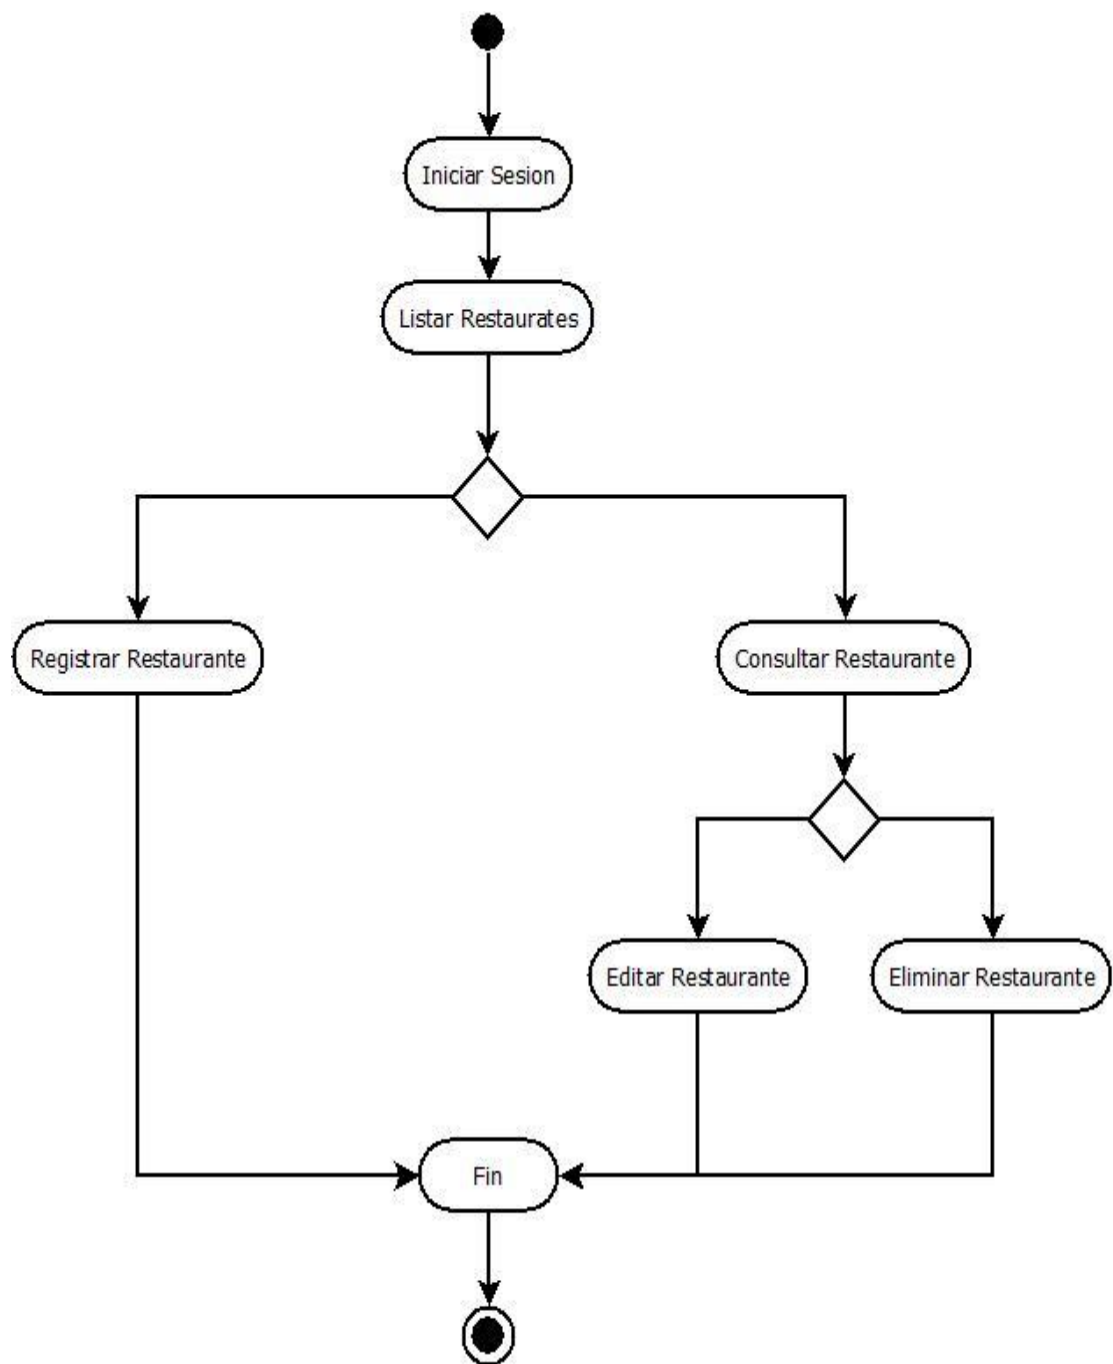 Iniciar Sesion
Listar Restaurates
Registrar Restaurante
Consultar Restaurante
Editar Restaurante
Eliminar Restaurante
Fin